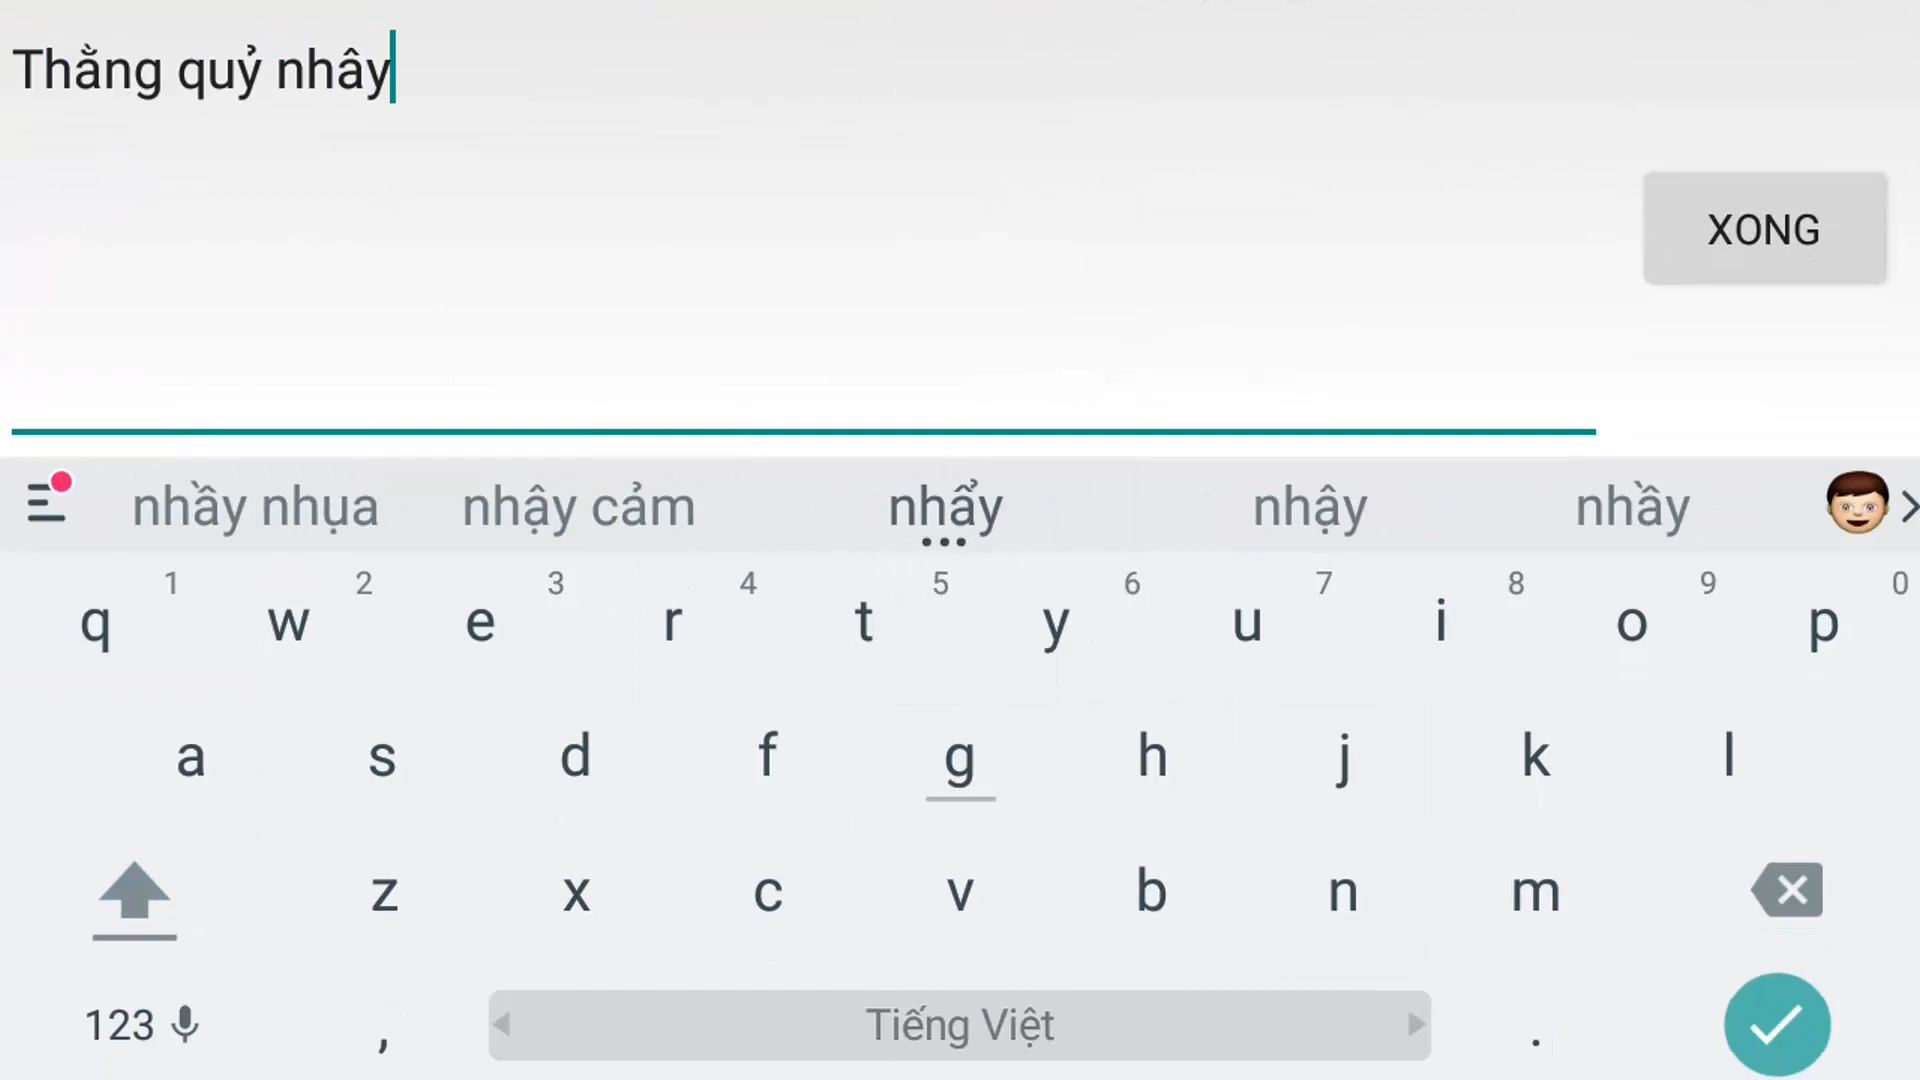 Thằng quỷ nhây
XONG
nhầy nhụa nhậy cảm nhẩy nhậy nhầy
1 2 3 4 5 6 7 8 9 0
q w e r t y u i o p
a s d f g h j k l
z x c v b n m
123 , Tiếng Việt .